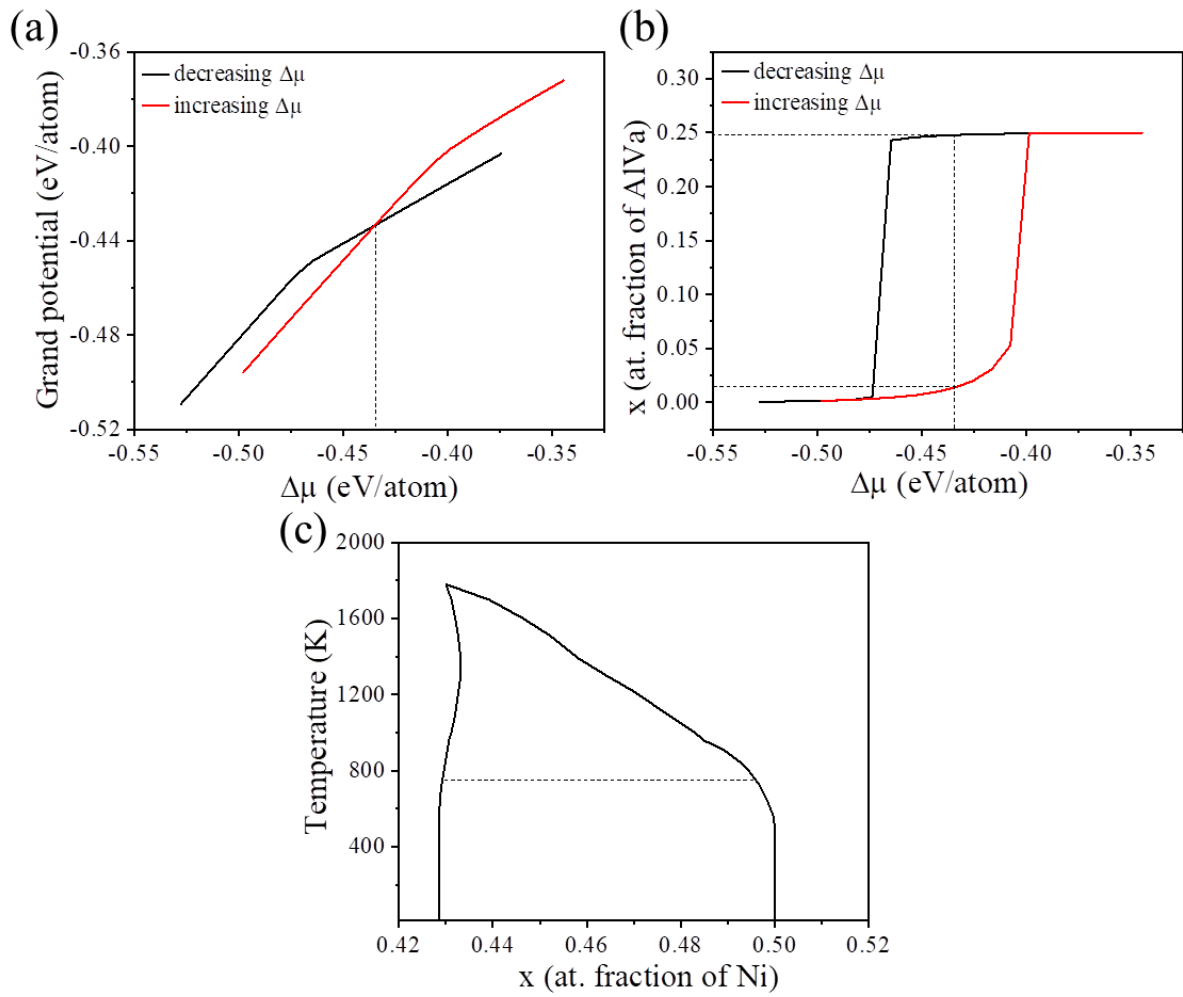 (a)
Grand potential (eV/atom)
-0.36
-0.40
-0.44
-0.48
-0.52
decreasing Δμ
increasing Δμ
-0.55
-0.50
-0.45
-0.40
-0.35
Δμ (eV/atom)
(b)
x (at. fraction of AlVa)
0.30
0.25
0.20
0.15
0.10
0.05
0.00
decreasing Δμ
increasing Δμ
-0.55
-0.50
-0.45
-0.40
-0.35
Δμ (eV/atom)
(c)
Temperature (K)
2000
1600
1200
800
400
0.42
0.44
0.46
0.48
0.50
0.52
x (at. fraction of Ni)